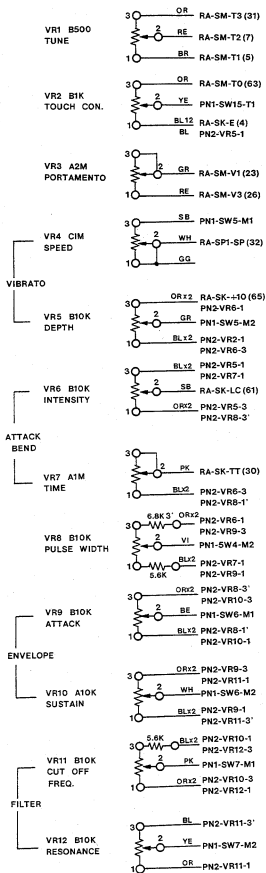 3 OR RA-SM-T3 (31)
VR1 B500 2 RE RA-SM-T2 (7)
TUNE
1 BR RA-SM-T1 (5)
3 OR RA-SM-T0 (63)
VR2 B1K 2 YE PN1-SW15-T1
TOUCH CON.
1 BL12 RA-SK-E (4)
BL PN2-VR5-1
3
VR3 A2M 2 GR RA-SM-V1 (23)
PORTAMENTO
1 RE RA-SM-V3 (26)
3 SB PN1-SW5-M1
VR4 C1M 2 WH RA-SP1-SP (32)
SPEED
1 GG
VIBRATO
3 ORx2 RA-SK-+10 (65)
PN2-VR6-1
VR5 B10K 2 GR PN1-SW5-M2
DEPTH
1 BLx2 PN2-VR2-1
PN2-VR6-3
3 BLx2 PN2-VR5-1
PN2-VR7-1
VR6 B10K 2 SB RA-SK-LC (61)
INTENSITY
1 ORx2 PN2-VR5-3
PN2-VR8-3'
ATTACK
BEND
3
2 PK RA-SK-TT (30)
VR7 A1M
TIME
1 BLx2 PN2-VR6-3
PN2-VR8-1'
3 6.8K 3' ORx2 PN2-VR6-1
PN2-VR9-3
VR8 B10K 2 VI PN1-5W4-M2
PULSE WIDTH
1 5.6K BLx2 PN2-VR7-1
PN2-VR9-1
3 ORx2 PN2-VR8-3'
PN2-VR10-3
VR9 B10K 2 BE PN1-SW6-M1
ATTACK
1 BLx2 PN2-VR8-1'
PN2-VR10-1
ENVELOPE
3 ORx2 PN2-VR9-3
PN2-VR11-1
VR10 A10K 2 WH PN1-SW6-M2
SUSTAIN
1 BLx2 PN2-VR9-1
PN2-VR11-3'
3 5.6K BLx2 PN2-VR10-1
PN2-VR12-3
VR11 B10K 2 PK PN1-SW7-M1
CUT OFF
FREQ.
1 ORx2 PN2-VR10-3
PN2-VR12-1
FILTER
3 BL PN2-VR11-3'
VR12 B10K 2 YE PN1-SW7-M2
RESONANCE
1 OR PN2-VR11-1